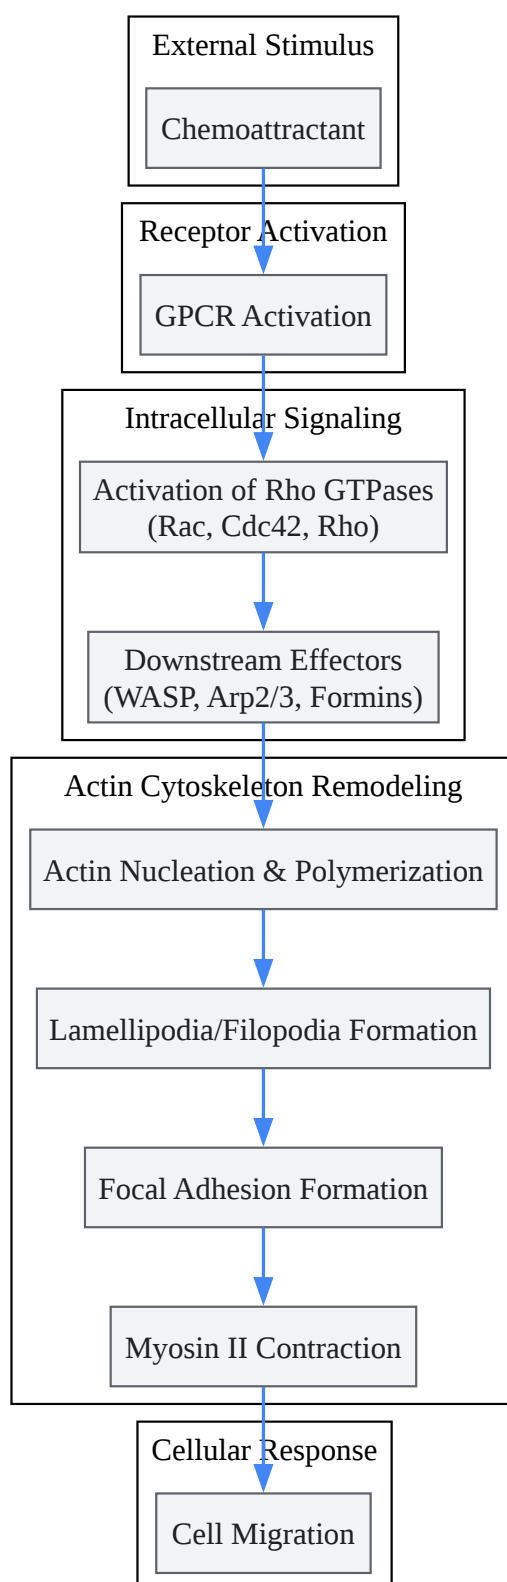 External Stimulus
Chemoattractant
Receptor Activation
GPCR Activation
Intracellular Signaling
Activation of Rho GTPases
(Rac, Cdc42, Rho)
Downstream Effectors
(WASP, Arp2/3, Formins)
Actin Cytoskeleton Remodeling
Actin Nucleation & Polymerization
Lamellipodia/Filopodia Formation
Focal Adhesion Formation
Myosin II Contraction
Cellular Response
Cell Migration